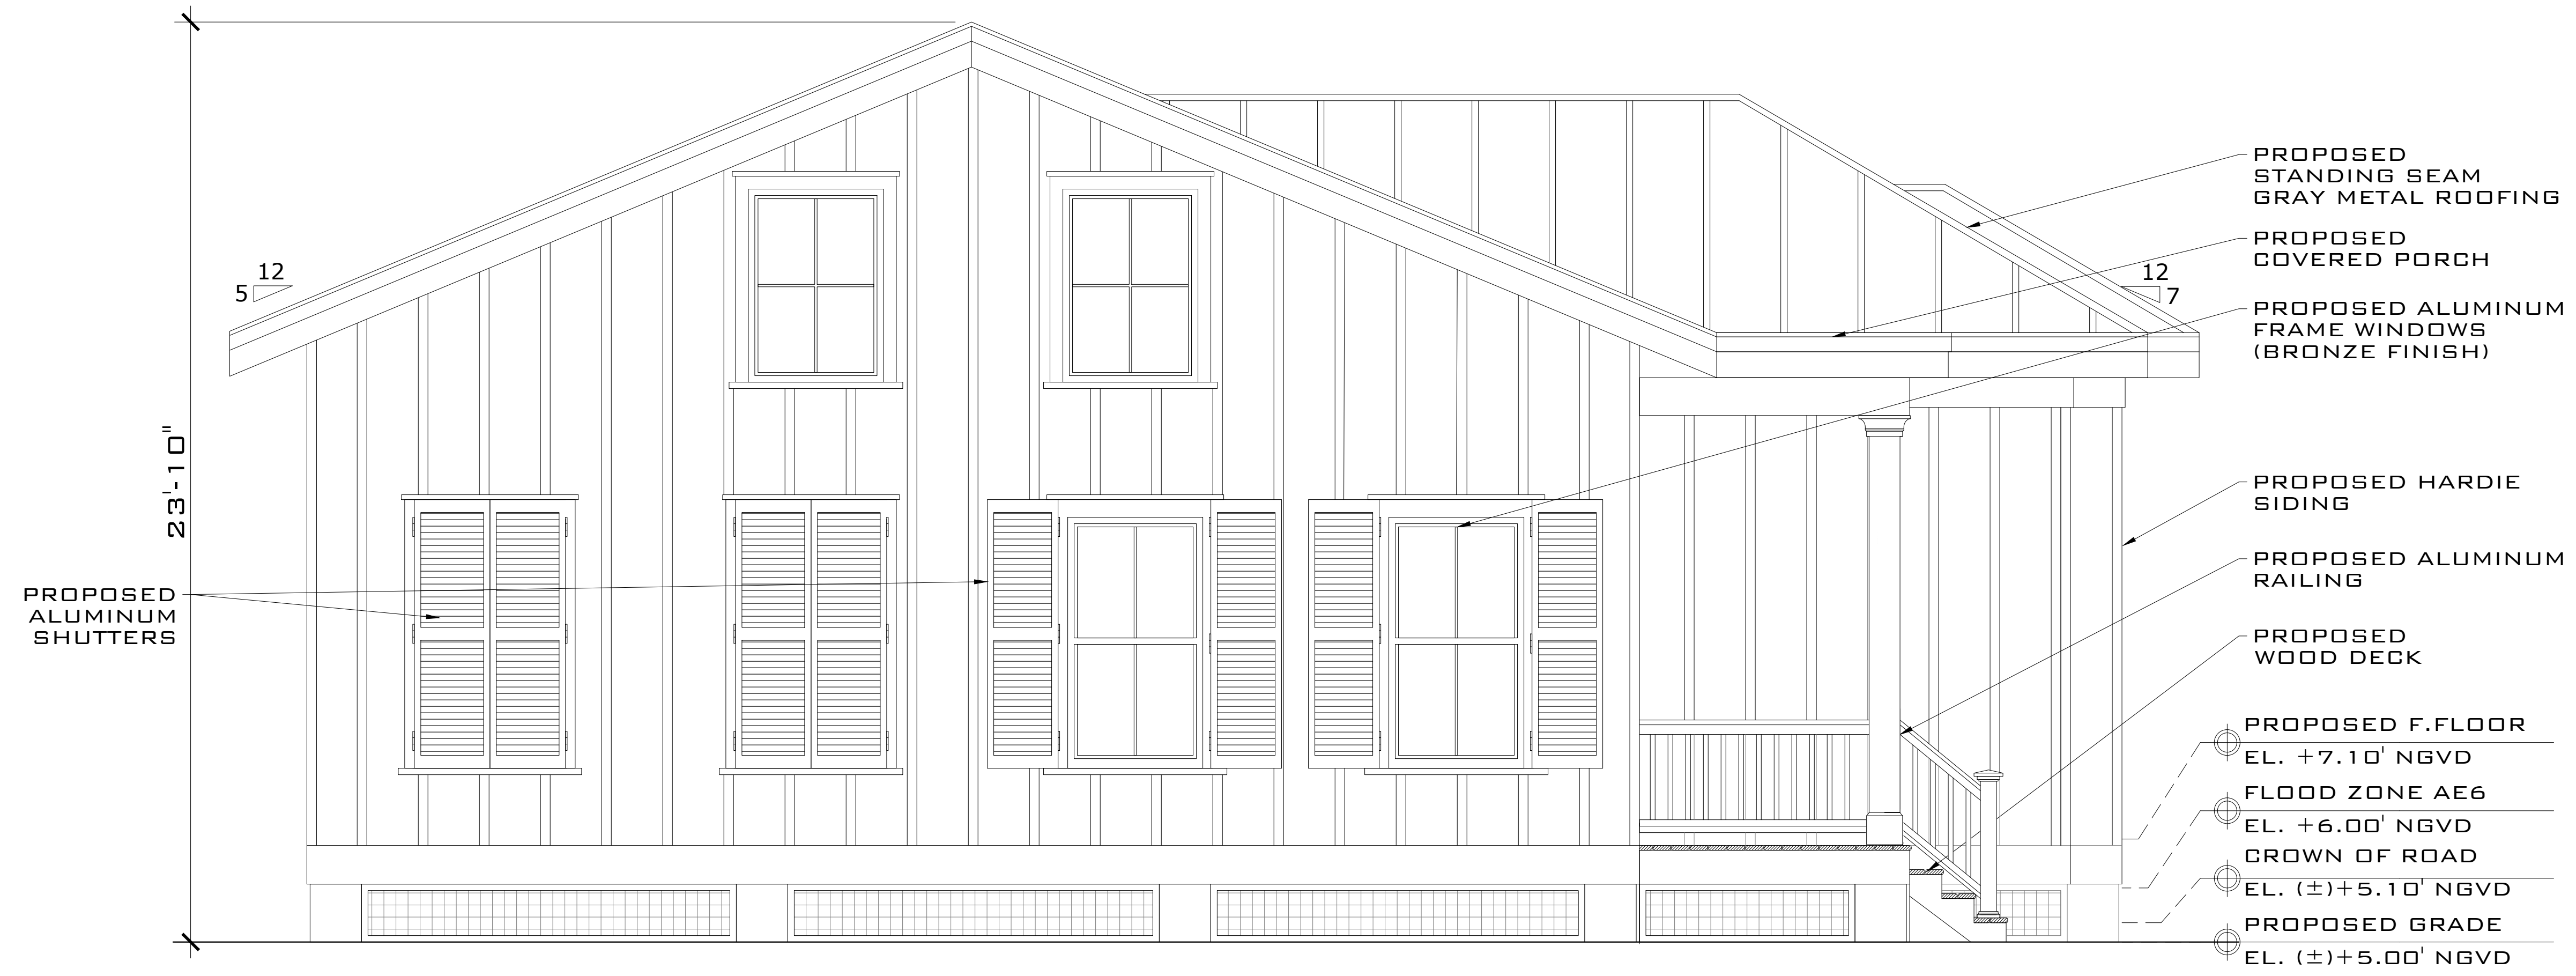 23'-10"
12
5
PROPOSED
ALUMINUM
SHUTTERS
PROPOSED
STANDING SEAM
GRAY METAL ROOFING
PROPOSED
COVERED PORCH
12
7
PROPOSED ALUMINUM
FRAME WINDOWS
(BRONZE FINISH)
PROPOSED HARDIE
SIDING
PROPOSED ALUMINUM
RAILING
PROPOSED
WOOD DECK
PROPOSED F.FLOOR
EL. +7.10' NGVD
FLOOD ZONE AE6
EL. +6.00' NGVD
CROWN OF ROAD
EL. (±)+5.10' NGVD
PROPOSED GRADE
EL. (±)+5.00' NGVD